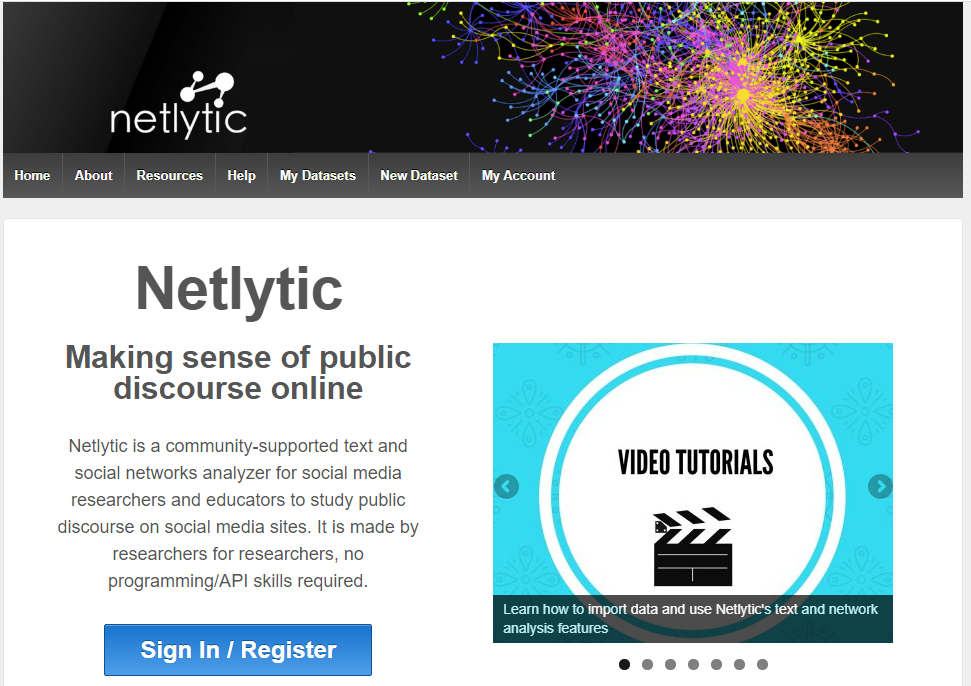 netlytic
Home About Resources Help My Datasets New Dataset My Account
Netlytic
Making sense of public
discourse online
Netlytic is a community-supported text and
social networks analyzer for social media
researchers and educators to study public
discourse on social media sites. It is made by
researchers for researchers, no
programming/API skills required.
Sign In / Register
VIDEO TUTORIALS
Learn how to import data and use Netlytic's text and network
analysis features